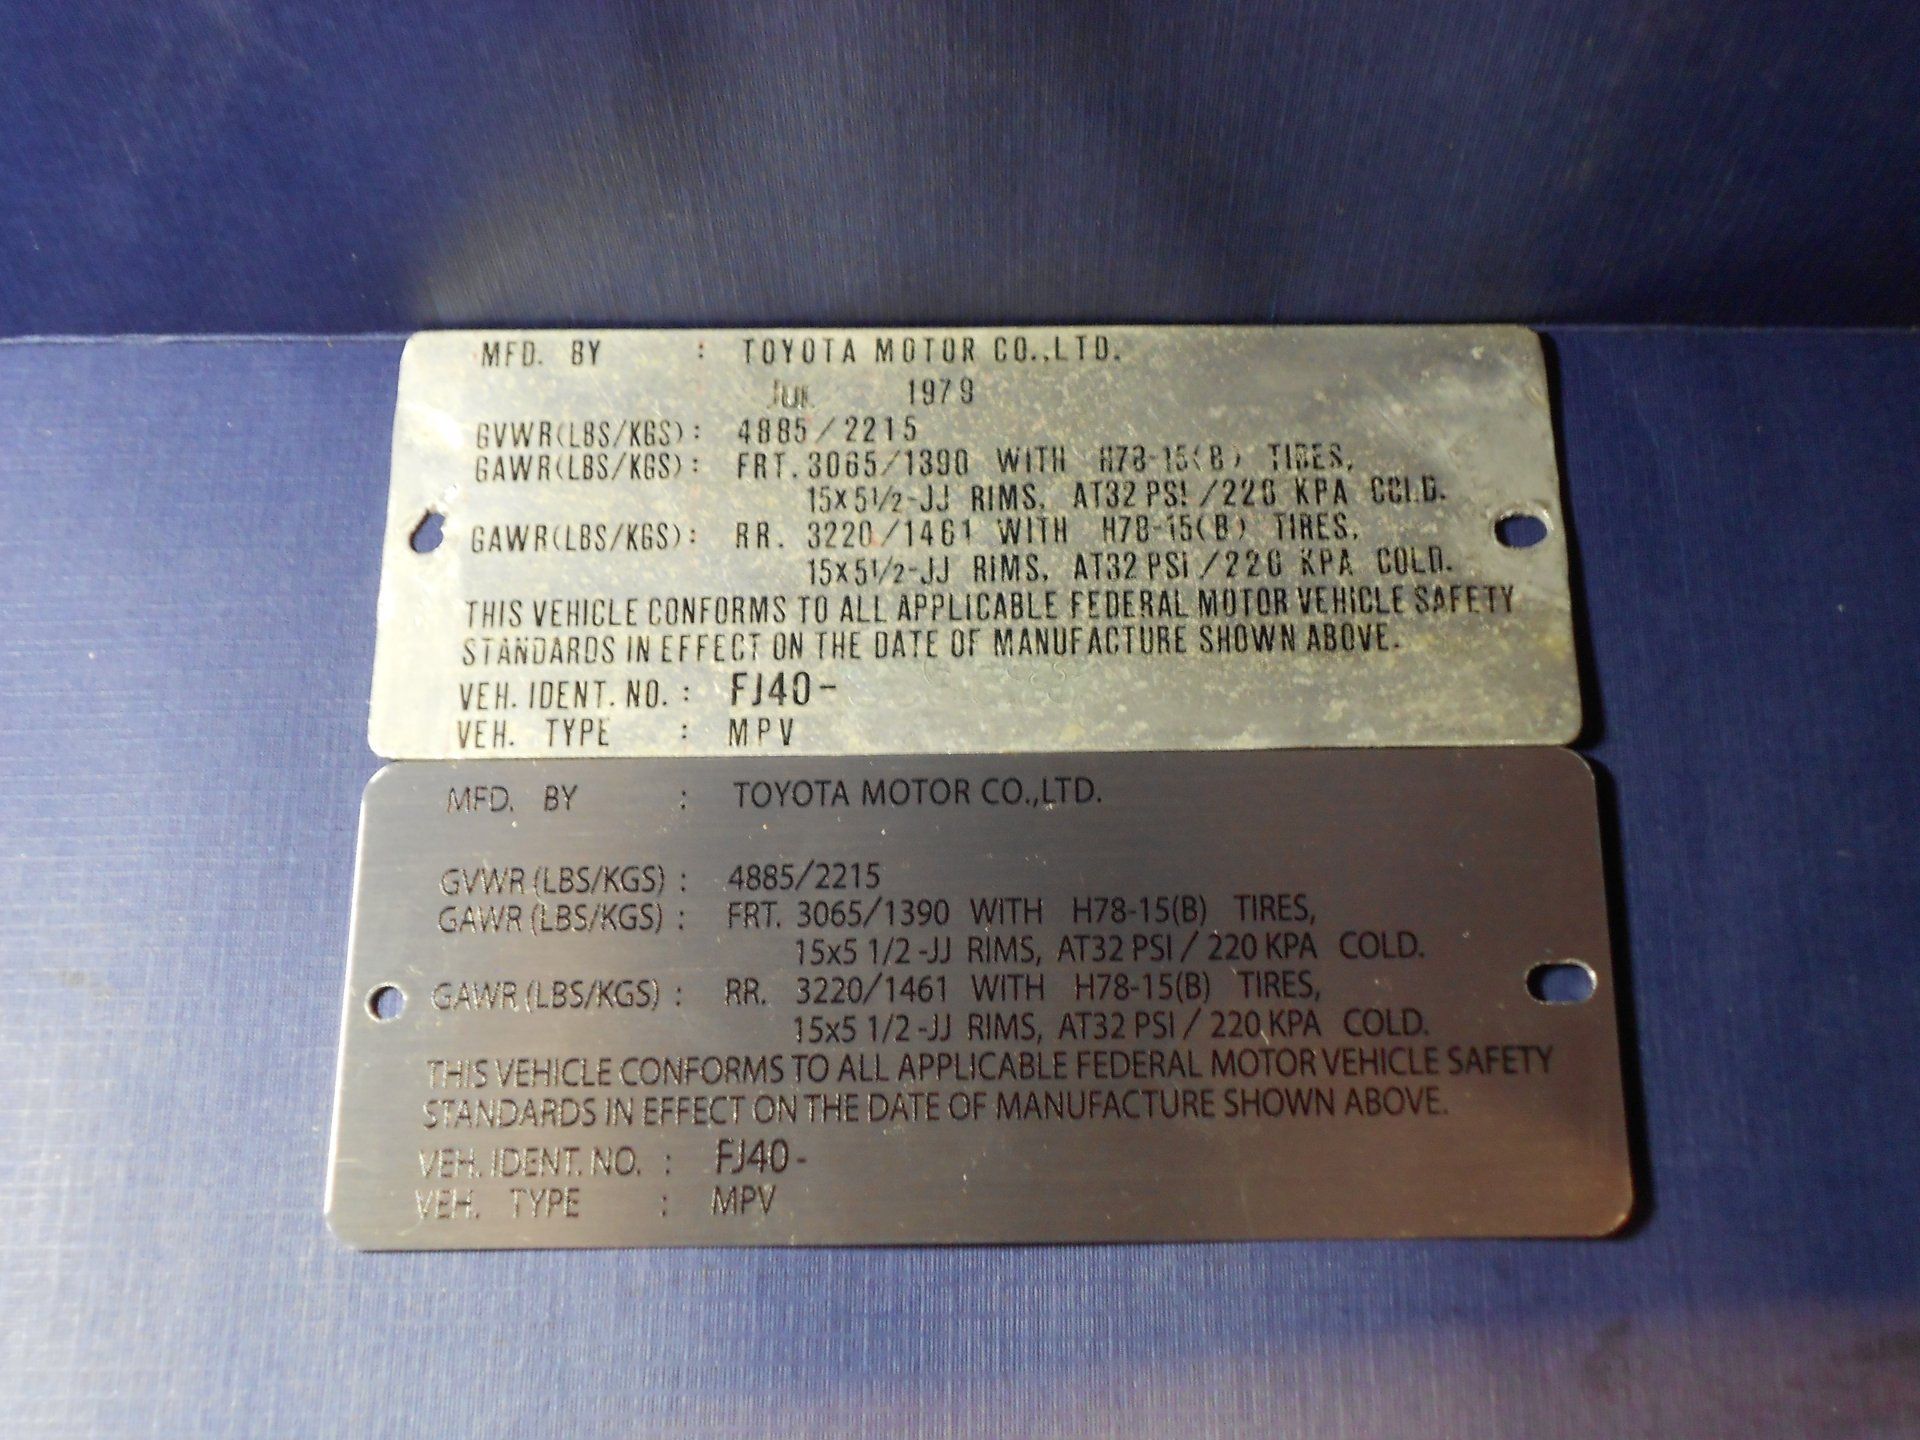 MFD. BY : TOYOTA MOTOR CO.,LTD.
1979
GVWR(LBS/KGS): 4885/2215
GAWR(LBS/KGS): FRT. 3065/1390 WITH H78-15(B) TIRES,
15x5 1/2-JJ RIMS, AT32 PSI/220 KPA COLD.
GAWR(LBS/KGS): RR. 3220/1461 WITH H78-15(B) TIRES,
15x5 1/2-JJ RIMS, AT32 PSI/220 KPA COLD.
THIS VEHICLE CONFORMS TO ALL APPLICABLE FEDERAL MOTOR VEHICLE SAFETY
STANDARDS IN EFFECT ON THE DATE OF MANUFACTURE SHOWN ABOVE.
VEH. IDENT. NO. : FJ40-
VEH. TYPE : MPV
MFD. BY : TOYOTA MOTOR CO.,LTD.
GVWR (LBS/KGS) : 4885/2215
GAWR (LBS/KGS) : FRT. 3065/1390 WITH H78-15(B) TIRES,
15x5 1/2 -JJ RIMS, AT32 PSI / 220 KPA COLD.
GAWR (LBS/KGS) : RR. 3220/1461 WITH H78-15(B) TIRES,
15x5 1/2 -JJ RIMS, AT32 PSI / 220 KPA COLD.
THIS VEHICLE CONFORMS TO ALL APPLICABLE FEDERAL MOTOR VEHICLE SAFETY
STANDARDS IN EFFECT ON THE DATE OF MANUFACTURE SHOWN ABOVE.
VEH. IDENT. NO. : FJ40-
VEH. TYPE : MPV